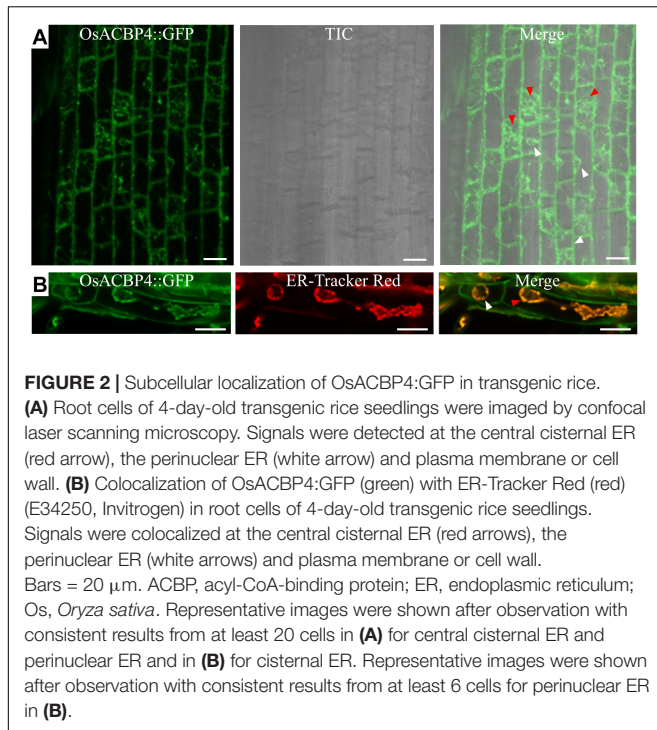 A OsACBP4::GFP TIC Merge
B OsACBP4::GFP ER-Tracker Red Merge
FIGURE 2 | Subcellular localization of OsACBP4:GFP in transgenic rice.
(A) Root cells of 4-day-old transgenic rice seedlings were imaged by confocal
laser scanning microscopy. Signals were detected at the central cisternal ER
(red arrow), the perinuclear ER (white arrow) and plasma membrane or cell
wall. (B) Colocalization of OsACBP4:GFP (green) with ER-Tracker Red (red)
(E34250, Invitrogen) in root cells of 4-day-old transgenic rice seedlings.
Signals were colocalized at the central cisternal ER (red arrows), the
perinuclear ER (white arrows) and plasma membrane or cell wall.
Bars = 20 μm. ACBP, acyl-CoA-binding protein; ER, endoplasmic reticulum;
Os, Oryza sativa. Representative images were shown after observation with
consistent results from at least 20 cells in (A) for central cisternal ER and
perinuclear ER and in (B) for cisternal ER. Representative images were shown
after observation with consistent results from at least 6 cells for perinuclear ER
in (B).